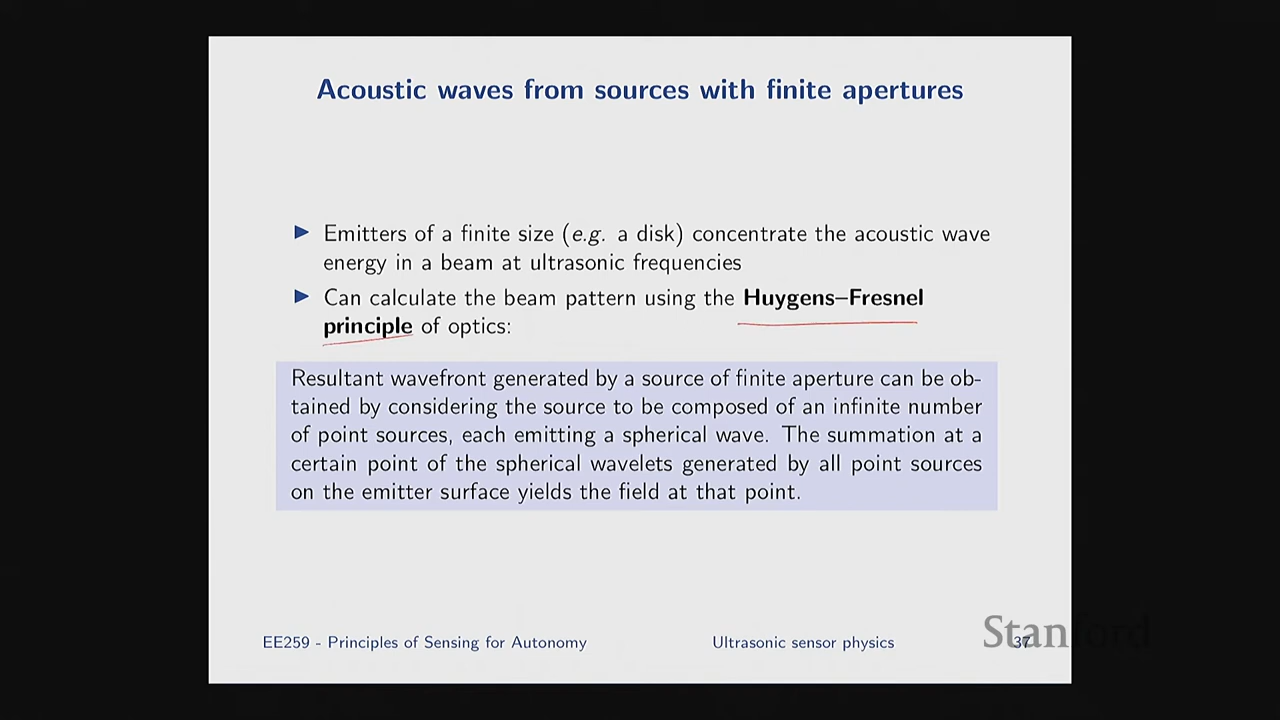 Acoustic waves from sources with finite apertures
Emitters of a finite size (e.g. a disk) concentrate the acoustic wave
energy in a beam at ultrasonic frequencies
Can calculate the beam pattern using the Huygens–Fresnel
principle of optics:
Resultant wavefront generated by a source of finite aperture can be ob-
tained by considering the source to be composed of an infinite number
of point sources, each emitting a spherical wave. The summation at a
certain point of the spherical wavelets generated by all point sources
on the emitter surface yields the field at that point.
EE259 - Principles of Sensing for Autonomy Ultrasonic sensor physics 37
Stanford